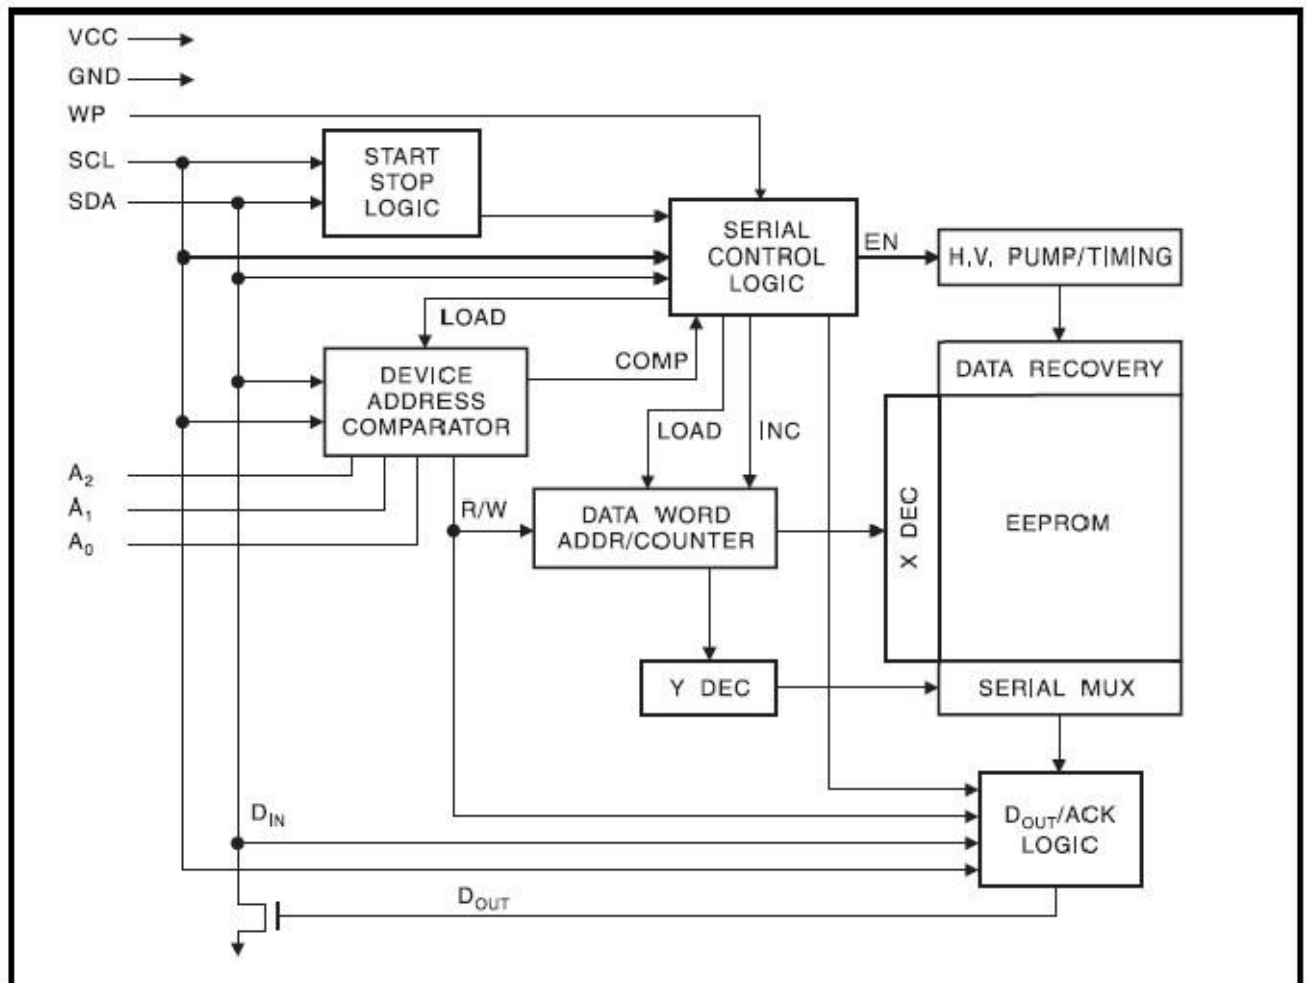 VCC
GND
WP
SCL
SDA
START
STOP
LOGIC
SERIAL
CONTROL
LOGIC
EN
H.V. PUMP/TIMING
LOAD
COMP
DATA RECOVERY
DEVICE
ADDRESS
COMPARATOR
LOAD
INC
A2
A1
A0
R/W
DATA WORD
ADDR/COUNTER
X DEC
EEPROM
Y DEC
SERIAL MUX
DIN
DOUT/ACK
LOGIC
DOUT